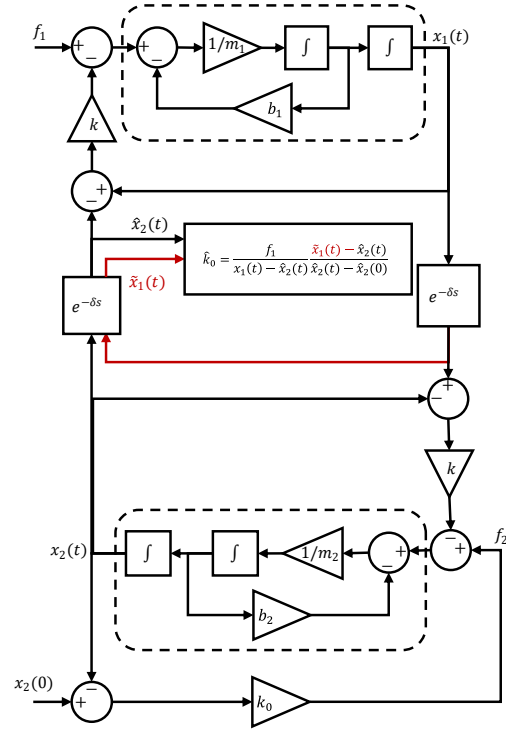 f₁
+
−
+
−
1/m₁
∫
∫
x₁(t)
b₁
k
−
+
x̂₂(t)
x̃₁(t)
k̂₀ = f₁/(x₁(t) − x̂₂(t)) (x̃₁(t) − x̂₂(t))/(x̂₂(t) − x̂₂(0))
e^{−δs}
e^{−δs}
−
+
k
x₂(t)
∫
∫
1/m₂
+
−
−
+
f₂
b₂
x₂(0)
+
−
k₀